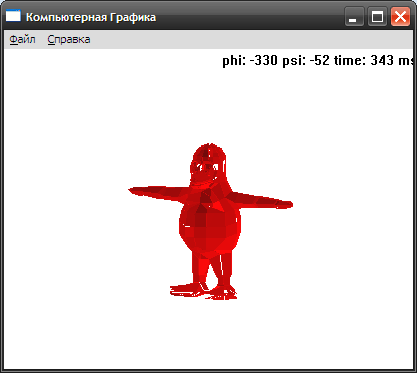 Компьютерная Графика
Файл Справка
phi: -330 psi: -52 time: 343 ms